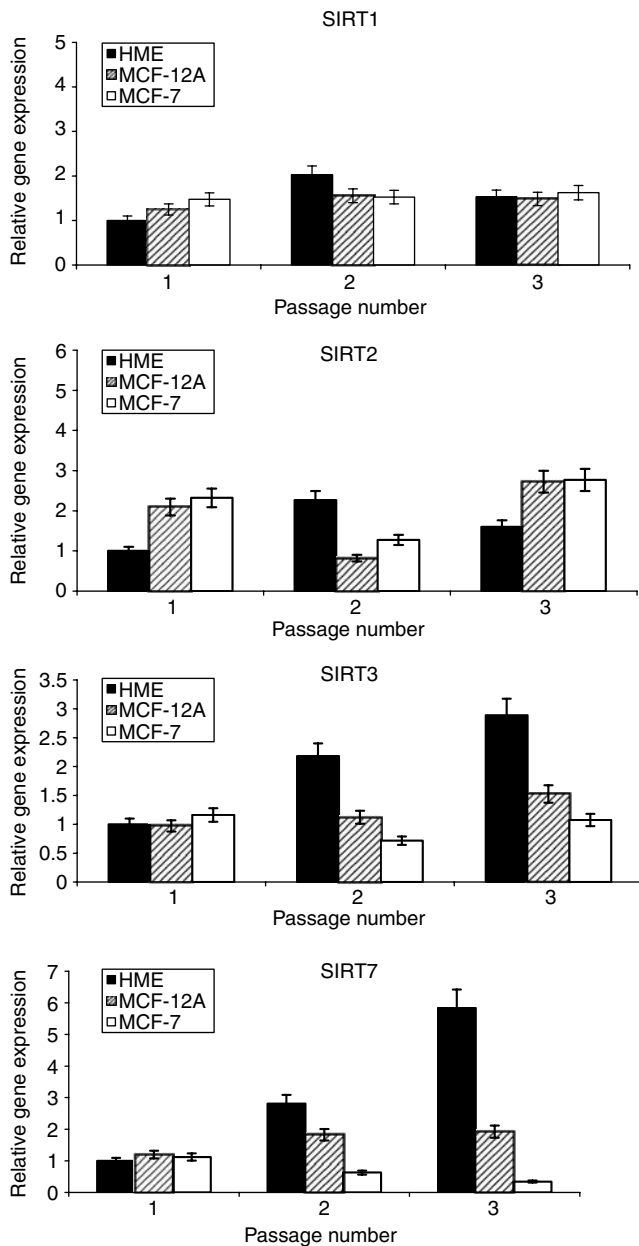 SIRT1
Relative gene expression
5
4
3
2
1
0
HME
MCF-12A
MCF-7
1 2 3
Passage number
SIRT2
Relative gene expression
6
5
4
3
2
1
0
HME
MCF-12A
MCF-7
1 2 3
Passage number
SIRT3
Relative gene expression
3.5
3
2.5
2
1.5
1
0.5
0
HME
MCF-12A
MCF-7
1 2 3
Passage number
SIRT7
Relative gene expression
7
6
5
4
3
2
1
0
HME
MCF-12A
MCF-7
1 2 3
Passage number